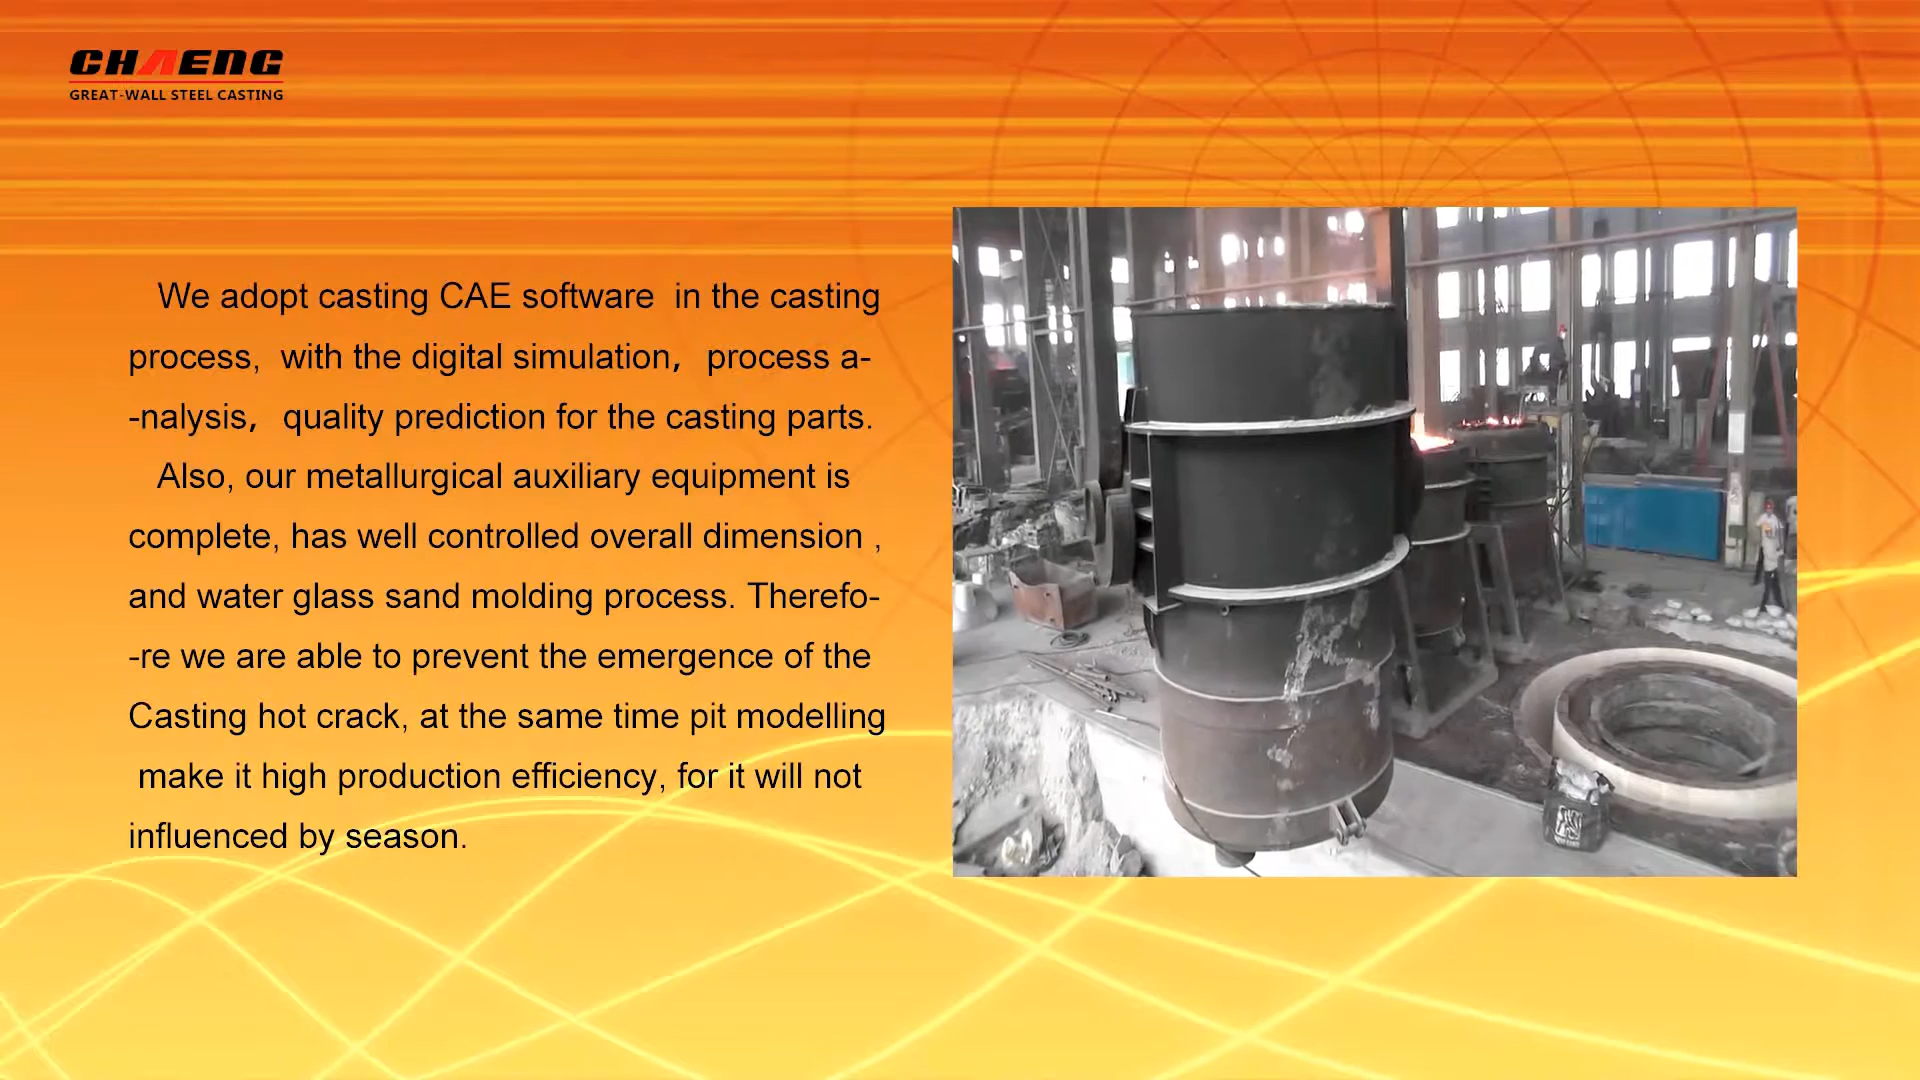 CHAENG
GREAT-WALL STEEL CASTING
We adopt casting CAE software in the casting
process, with the digital simulation， process a-
-nalysis， quality prediction for the casting parts.
Also, our metallurgical auxiliary equipment is
complete, has well controlled overall dimension ,
and water glass sand molding process. Therefo-
-re we are able to prevent the emergence of the
Casting hot crack, at the same time pit modelling
make it high production efficiency, for it will not
influenced by season.